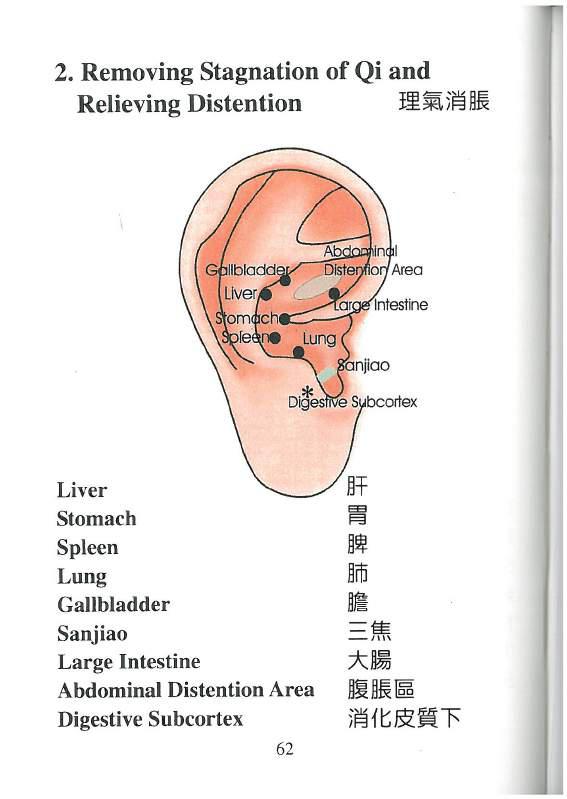 2. Removing Stagnation of Qi and
Relieving Distention 理氣消脹
Abdominal
Gallbladder Distention Area
Liver
Large Intestine
Stomach
Spleen Lung
Sanjiao
*
Digestive Subcortex
Liver 肝
Stomach 胃
Spleen 脾
Lung 肺
Gallbladder 膽
Sanjiao 三焦
Large Intestine 大腸
Abdominal Distention Area 腹脹區
Digestive Subcortex 消化皮質下
62